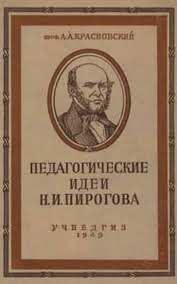 проф. А.А. КРАСНОВСКИЙ
ПЕДАГОГИЧЕСКИЕ
ИДЕИ
Н.И. ПИРОГОВА
УЧПЕДГИЗ
1949